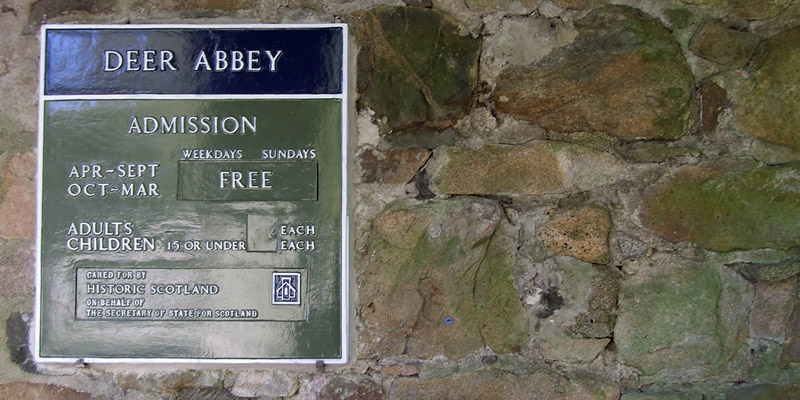 DEER ABBEY
ADMISSION
WEEKDAYS SUNDAYS
APR-SEPT
FREE
OCT-MAR
ADULTS EACH
CHILDREN 15 OR UNDER EACH
CARED FOR BY
HISTORIC SCOTLAND
ON BEHALF OF
THE SECRETARY OF STATE FOR SCOTLAND